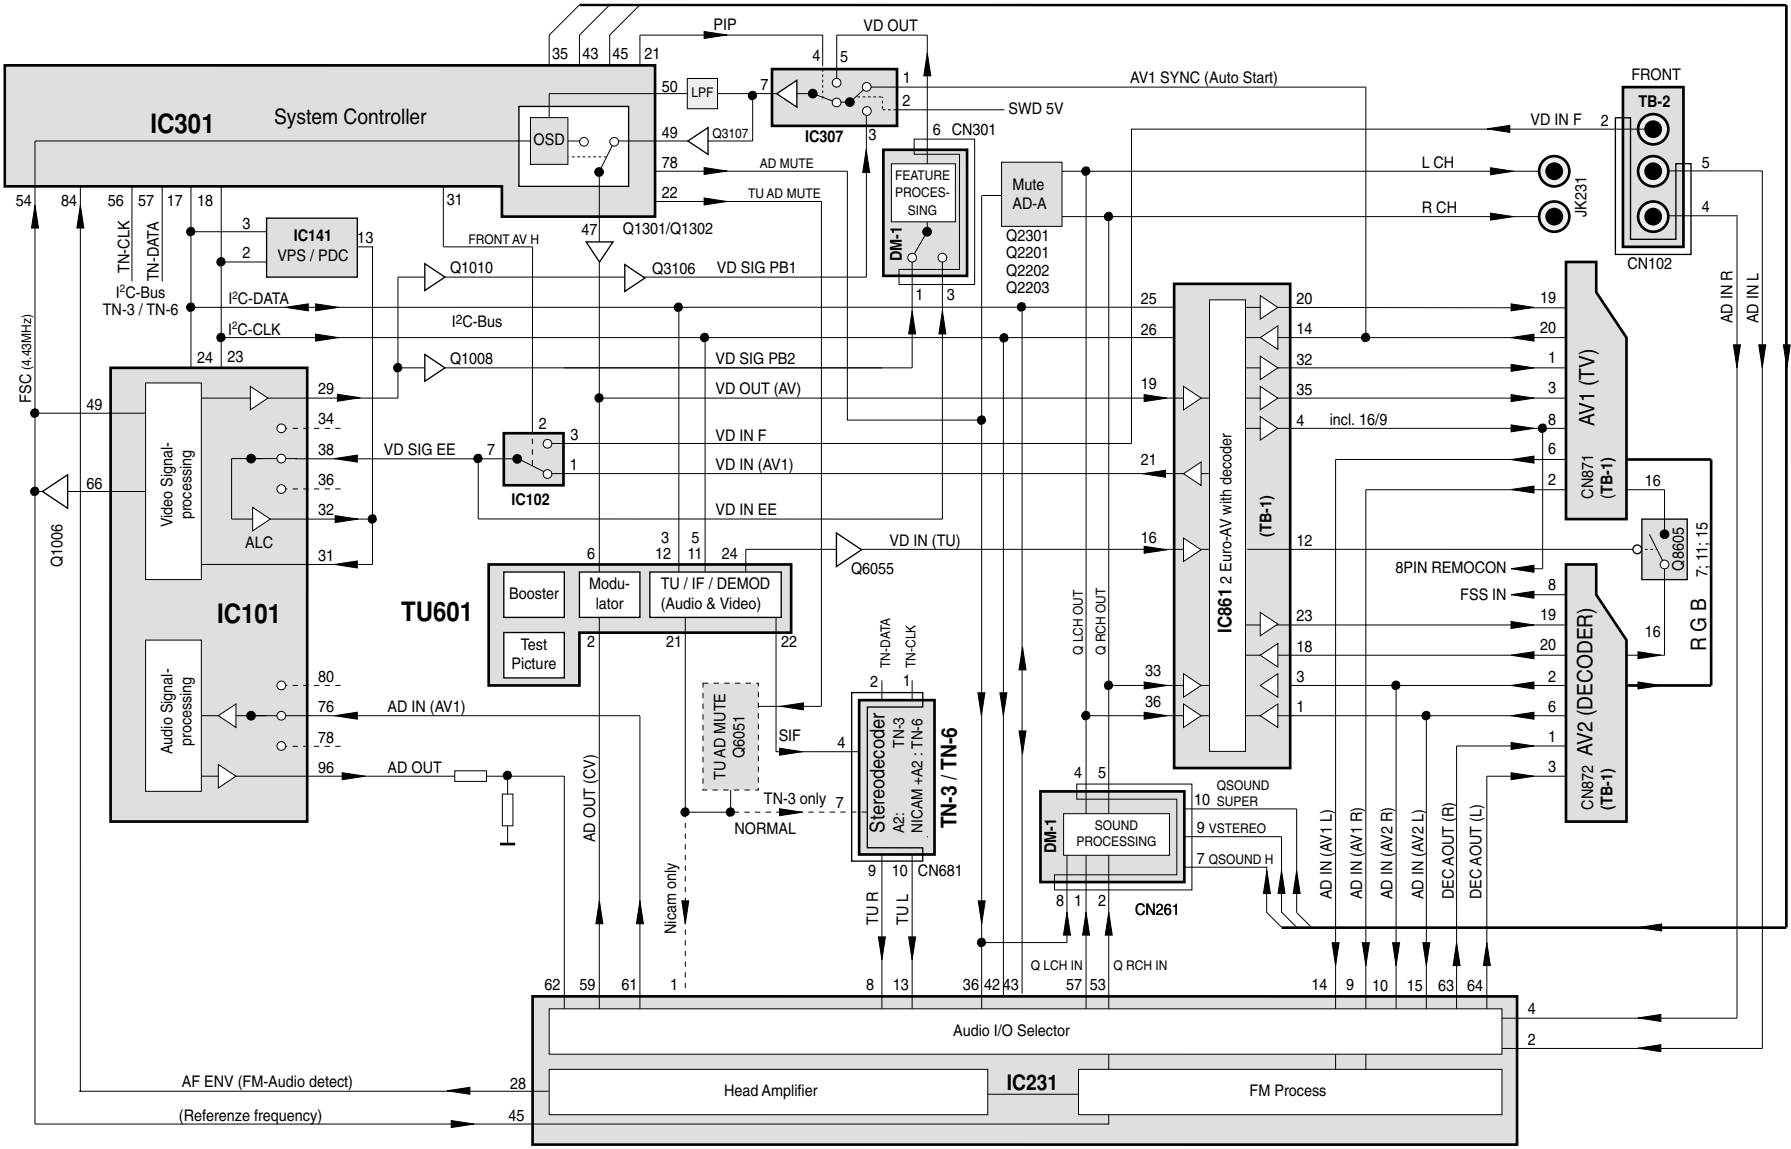 PIP
VD OUT
35 43 45 21
4 5
FRONT
TB-2
IC301
System Controller
OSD
50
LPF
7
1
2
AV1 SYNC (Auto Start)
SWD 5V
49
Q3107
IC307
3
6 CN301
VD IN F
2
78
AD MUTE
22
TU AD MUTE
FEATURE
PROCES-
SING
DM-1
Mute
AD-A
L CH
R CH
JK231
5
4
CN102
54 84 56 57 17 18 31
47
Q1301/Q1302
Q2301
Q2201
Q2202
Q2203
TN-CLK
TN-DATA
I²C-Bus
TN-3 / TN-6
3
2
IC141
VPS / PDC
13
FRONT AV H
Q1010
Q3106
VD SIG PB1
1 3
I²C-DATA
I²C-CLK
I²C-Bus
25
26
FSC (4.43MHz)
24 23
Q1008
VD SIG PB2
VD OUT (AV)
19
29
49
34
38
36
32
31
66
Q1006
Video Signal-
processing
ALC
IC101
Audio Signal-
processing
80
76
78
96
VD SIG EE
7
2
3
1
IC102
VD IN F
VD IN (AV1)
21
VD IN EE
VD IN (TU)
16
Q6055
3 5
6 12 11 24
TU601
Booster
Modu-
lator
TU / IF / DEMOD
(Audio & Video)
Test
Picture
2 21 22
TN-DATA
TN-CLK
2 1
TU AD MUTE
Q6051
SIF
4
7
TN-3 only
NORMAL
Stereodecoder
A2: TN-3
NICAM +A2 : TN-6
TN-3 / TN-6
9 10 CN681
TU R
TU L
AD IN (AV1)
AD OUT
AD OUT (CV)
Nicam only
IC861 2 Euro-AV with decoder
(TB-1)
20
14
32
35
4
incl. 16/9
12
23
18
3
1
33
36
Q LCH OUT
Q RCH OUT
19
20
1
3
8
6
2
AV1 (TV)
CN871
(TB-1)
AD IN R
AD IN L
16
Q8605
7; 11; 15
R G B
8PIN REMOCON
FSS IN
8
19
20
2
6
1
3
16
AV2 (DECODER)
CN872
(TB-1)
4 5
DM-1
SOUND
PROCESSING
10
QSOUND
SUPER
9 VSTEREO
7 QSOUND H
8 1 2
CN261
Q LCH IN
Q RCH IN
AD IN (AV1 L)
AD IN (AV1 R)
AD IN (AV2 R)
AD IN (AV2 L)
DEC AOUT (R)
DEC AOUT (L)
62 59 61 1 8 13 36 42 43 57 53 14 9 10 15 63 64
Audio I/O Selector
4
2
AF ENV (FM-Audio detect)
28
Head Amplifier
IC231
FM Process
(Referenze frequency)
45